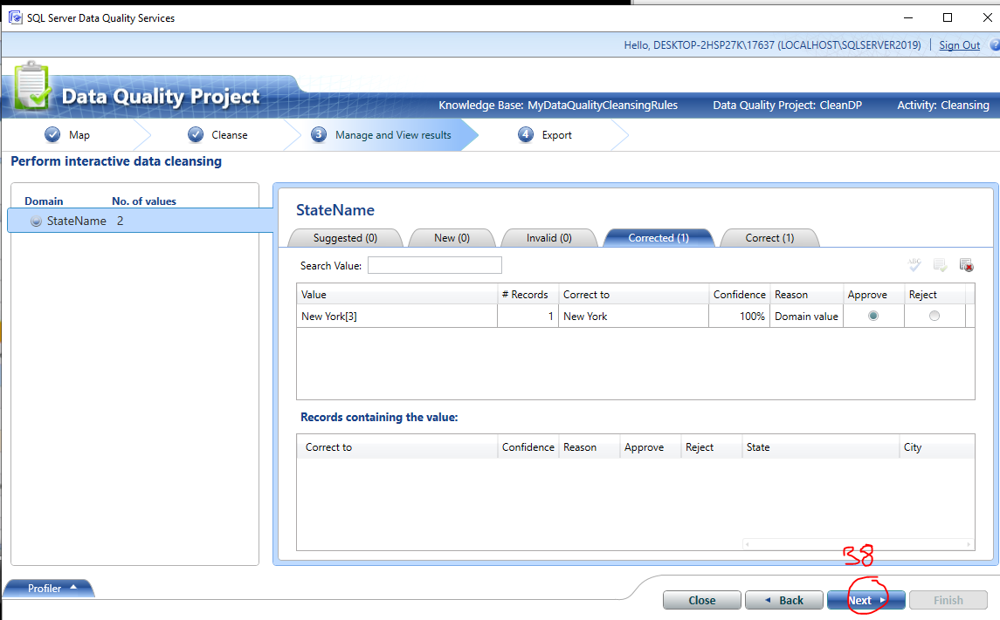 SQL Server Data Quality Services
Hello, DESKTOP-2HSP27K\17637 (LOCALHOST\SQLSERVER2019) Sign Out ?
Data Quality Project
Knowledge Base: MyDataQualityCleansingRules Data Quality Project: CleanDP Activity: Cleansing
Map Cleanse 3 Manage and View results 4 Export
Perform interactive data cleansing
Domain No. of values
StateName 2
StateName
Suggested (0) New (0) Invalid (0) Corrected (1) Correct (1)
Search Value:
ABC
Value # Records Correct to Confidence Reason Approve Reject
New York[3] 1 New York 100% Domain value
Records containing the value:
Correct to Confidence Reason Approve Reject State City
38
Profiler
Close Back Next Finish